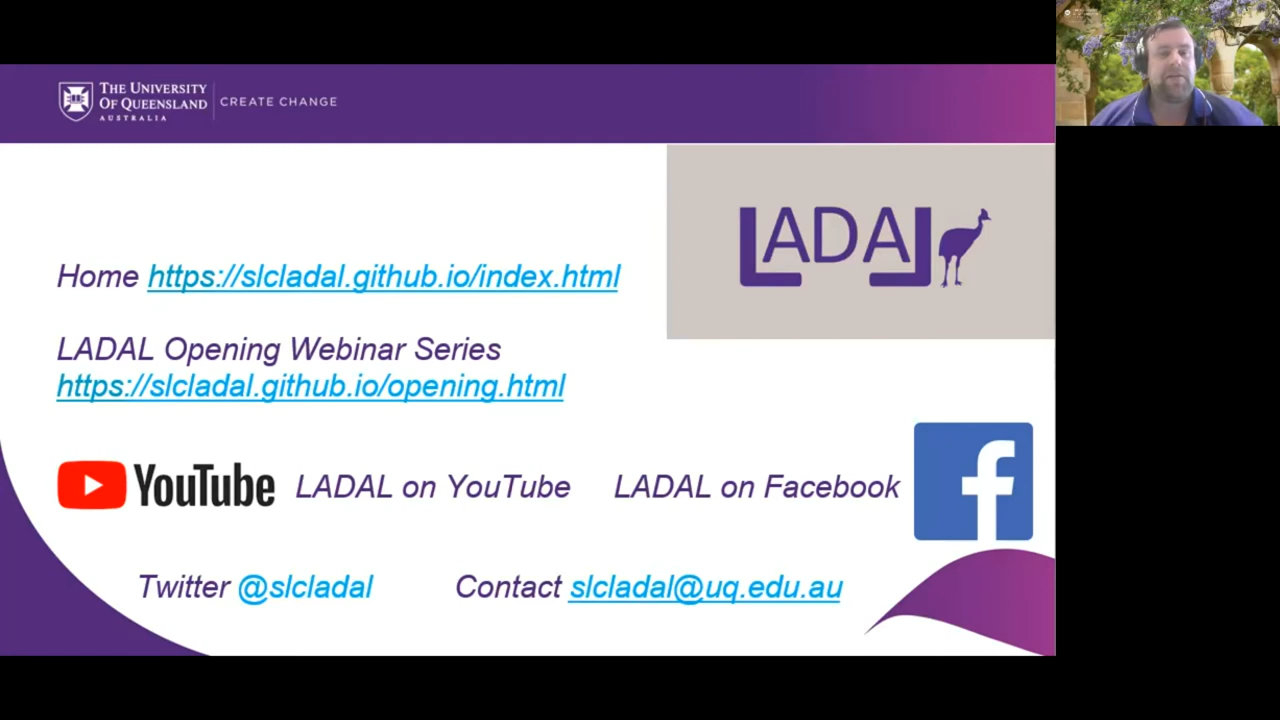 THE UNIVERSITY
OF QUEENSLAND
AUSTRALIA
CREATE CHANGE
LADAL
Home https://slcladal.github.io/index.html
LADAL Opening Webinar Series
https://slcladal.github.io/opening.html
YouTube LADAL on YouTube LADAL on Facebook f
Twitter @slcladal Contact slcladal@uq.edu.au